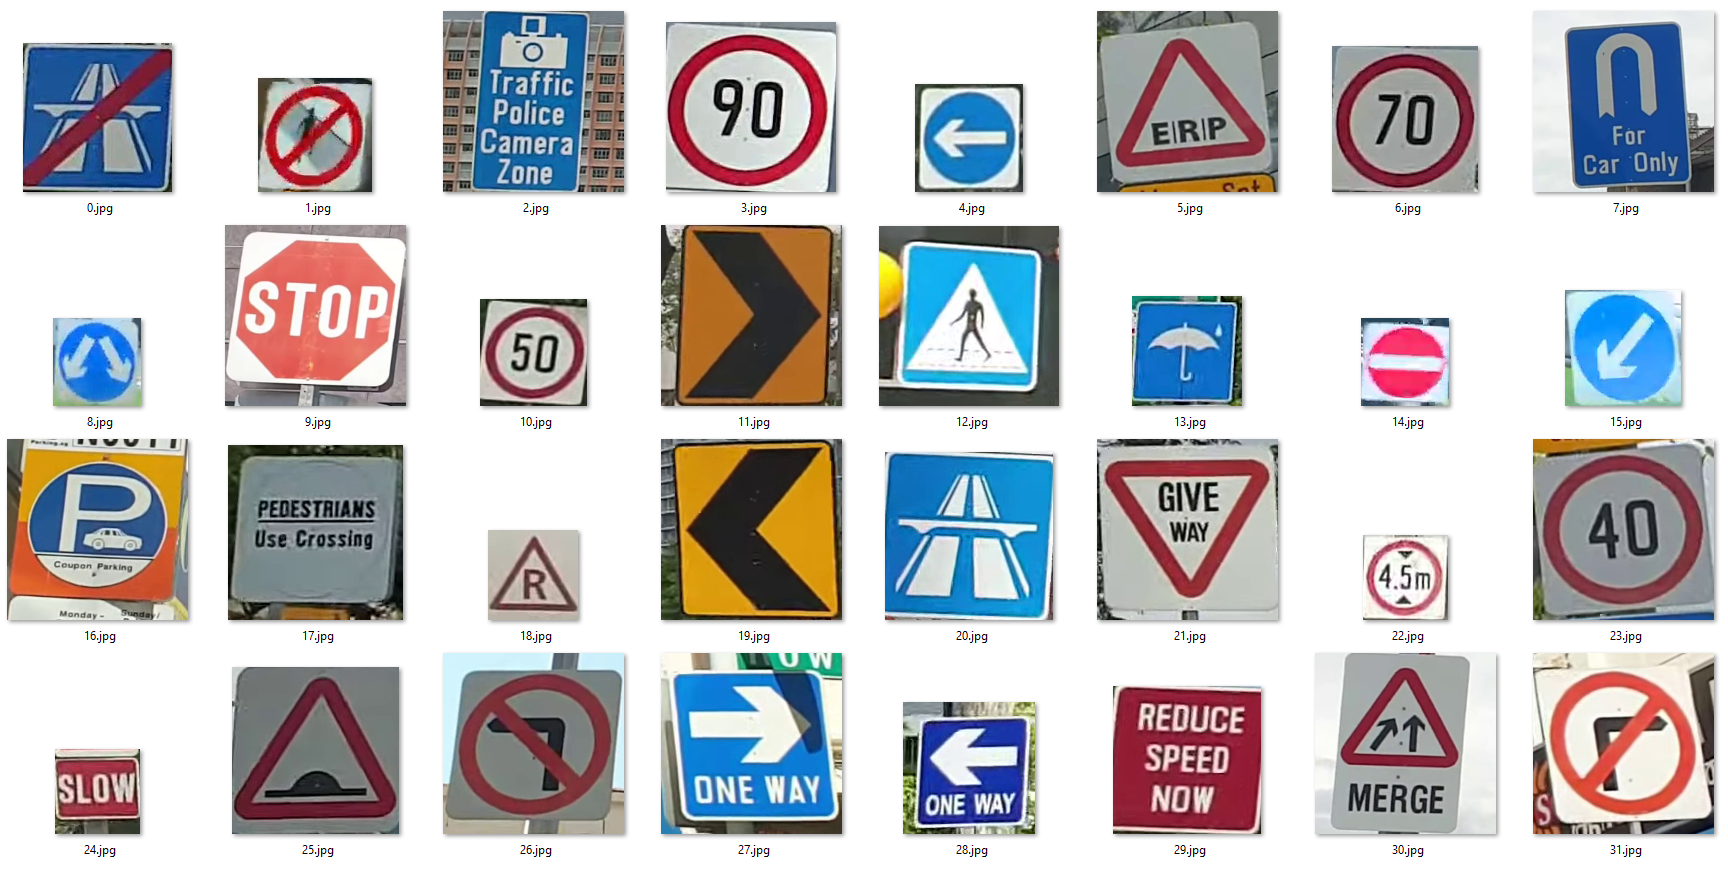 Traffic
Police
Camera
Zone
90
E|R|P
70
For
Car Only
0.jpg
1.jpg
2.jpg
3.jpg
4.jpg
5.jpg
6.jpg
7.jpg
STOP
50
8.jpg
9.jpg
10.jpg
11.jpg
12.jpg
13.jpg
14.jpg
15.jpg
P
Coupon Parking
Monday - Sunday/
PEDESTRIANS
Use Crossing
R
GIVE
WAY
4.5m
40
16.jpg
17.jpg
18.jpg
19.jpg
20.jpg
21.jpg
22.jpg
23.jpg
SLOW
ONE WAY
ONE WAY
REDUCE
SPEED
NOW
MERGE
24.jpg
25.jpg
26.jpg
27.jpg
28.jpg
29.jpg
30.jpg
31.jpg